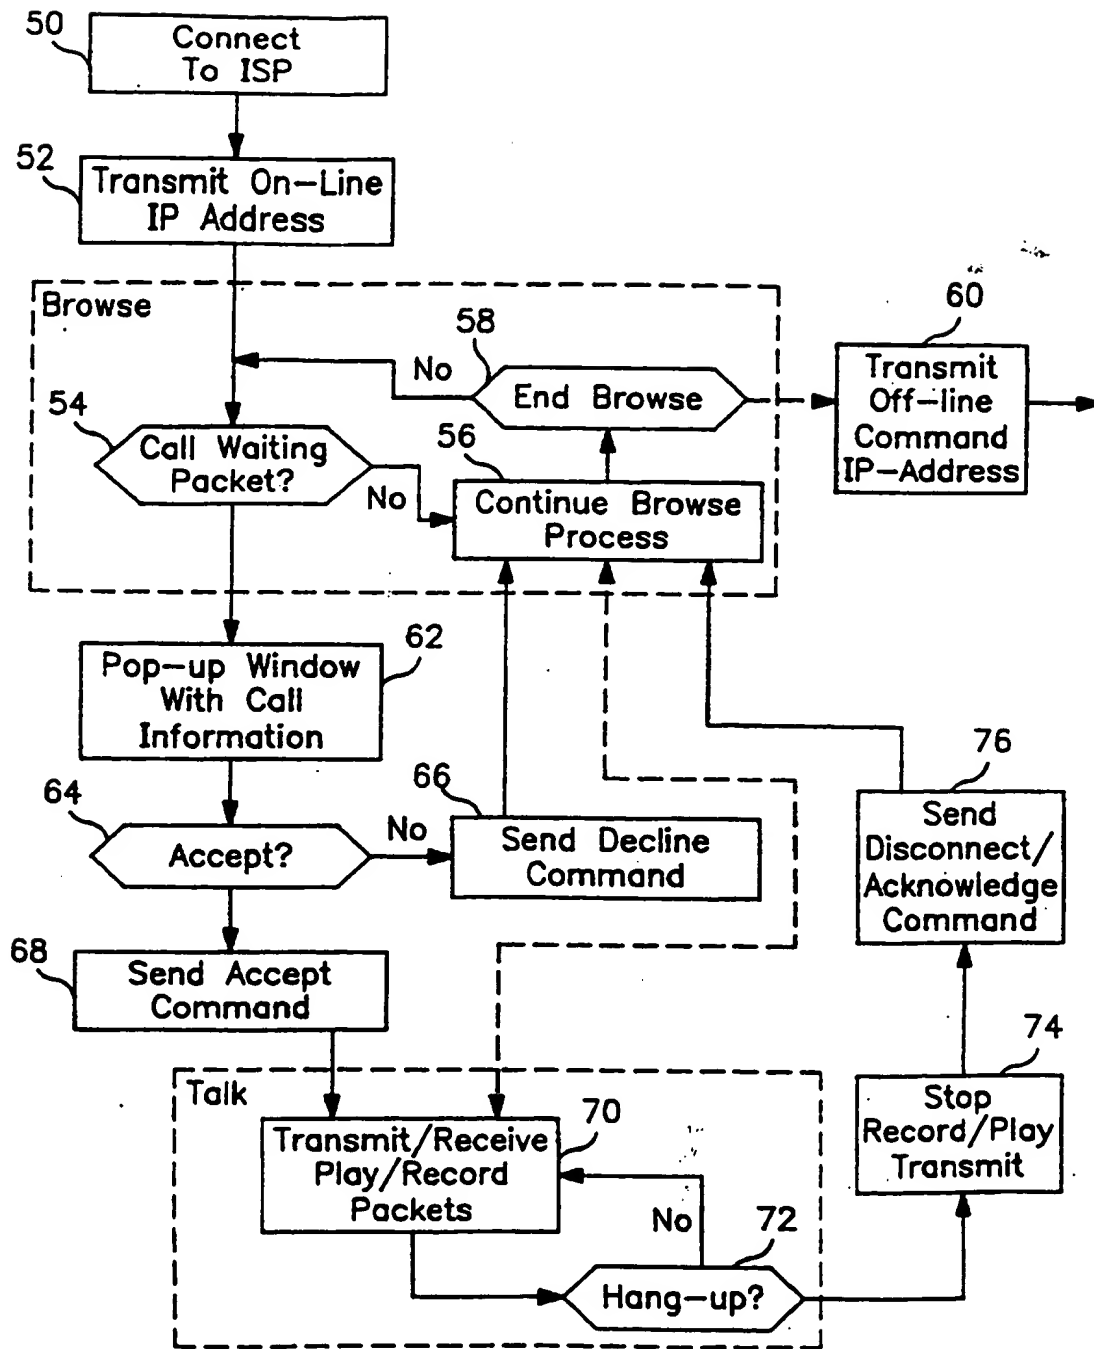 50
Connect
To ISP
52
Transmit On-Line
IP Address
Browse
58
60
No
End Browse
Transmit
Off-line
Command
IP-Address
54
Call Waiting
Packet?
No
56
Continue Browse
Process
62
Pop-up Window
With Call
Information
64
Accept?
No
66
Send Decline
Command
76
Send
Disconnect/
Acknowledge
Command
68
Send Accept
Command
74
Stop
Record/Play
Transmit
Talk
70
Transmit/Receive
Play/Record
Packets
No
72
Hang-up?